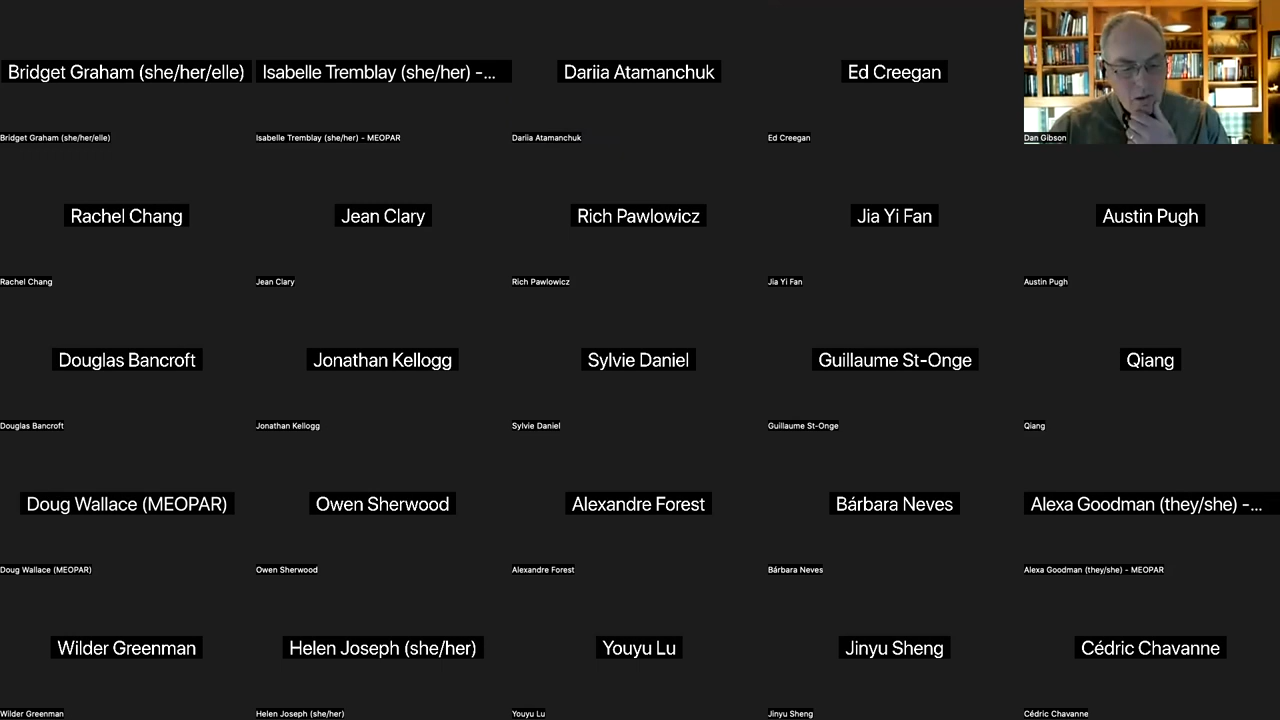 Bridget Graham (she/her/elle)
Isabelle Tremblay (she/her) -...
Dariia Atamanchuk
Ed Creegan
Bridget Graham (she/her/elle)
Isabelle Tremblay (she/her) - MEOPAR
Dariia Atamanchuk
Ed Creegan
Dan Gibson
Rachel Chang
Jean Clary
Rich Pawlowicz
Jia Yi Fan
Austin Pugh
Rachel Chang
Jean Clary
Rich Pawlowicz
Jia Yi Fan
Austin Pugh
Douglas Bancroft
Jonathan Kellogg
Sylvie Daniel
Guillaume St-Onge
Qiang
Douglas Bancroft
Jonathan Kellogg
Sylvie Daniel
Guillaume St-Onge
Qiang
Doug Wallace (MEOPAR)
Owen Sherwood
Alexandre Forest
Bárbara Neves
Alexa Goodman (they/she) -...
Doug Wallace (MEOPAR)
Owen Sherwood
Alexandre Forest
Bárbara Neves
Alexa Goodman (they/she) - MEOPAR
Wilder Greenman
Helen Joseph (she/her)
Youyu Lu
Jinyu Sheng
Cédric Chavanne
Wilder Greenman
Helen Joseph (she/her)
Youyu Lu
Jinyu Sheng
Cédric Chavanne